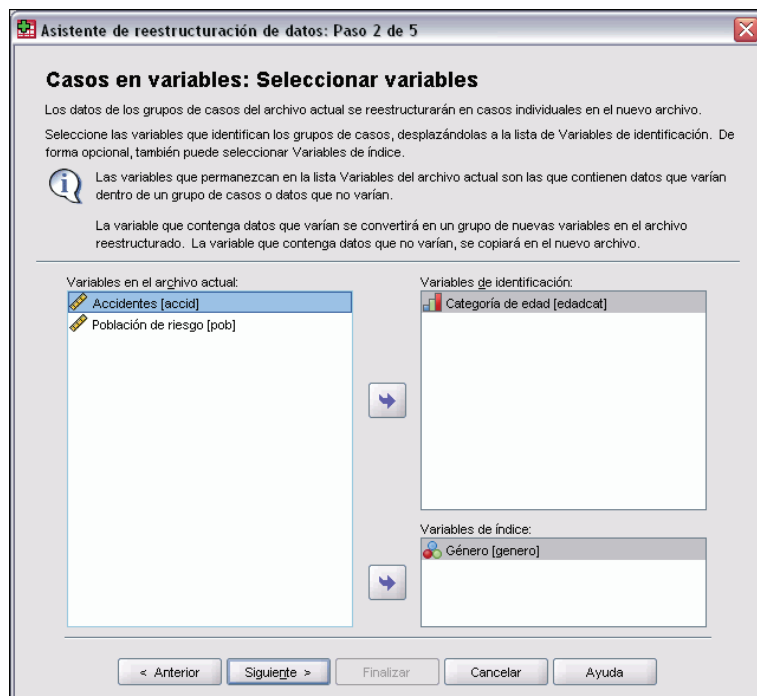 Asistente de reestructuración de datos: Paso 2 de 5
Casos en variables: Seleccionar variables
Los datos de los grupos de casos del archivo actual se reestructurarán en casos individuales en el nuevo archivo.
Seleccione las variables que identifican los grupos de casos, desplazándolas a la lista de Variables de identificación. De
forma opcional, también puede seleccionar Variables de índice.
Las variables que permanezcan en la lista Variables del archivo actual son las que contienen datos que varían
dentro de un grupo de casos o datos que no varían.
La variable que contenga datos que varían se convertirá en un grupo de nuevas variables en el archivo
reestructurado. La variable que contenga datos que no varían, se copiará en el nuevo archivo.
Variables en el archivo actual:
Accidentes [accid]
Población de riesgo [pob]
Variables de identificación:
Categoría de edad [edadcat]
Variables de índice:
Género [genero]
< Anterior
Siguiente >
Finalizar
Cancelar
Ayuda